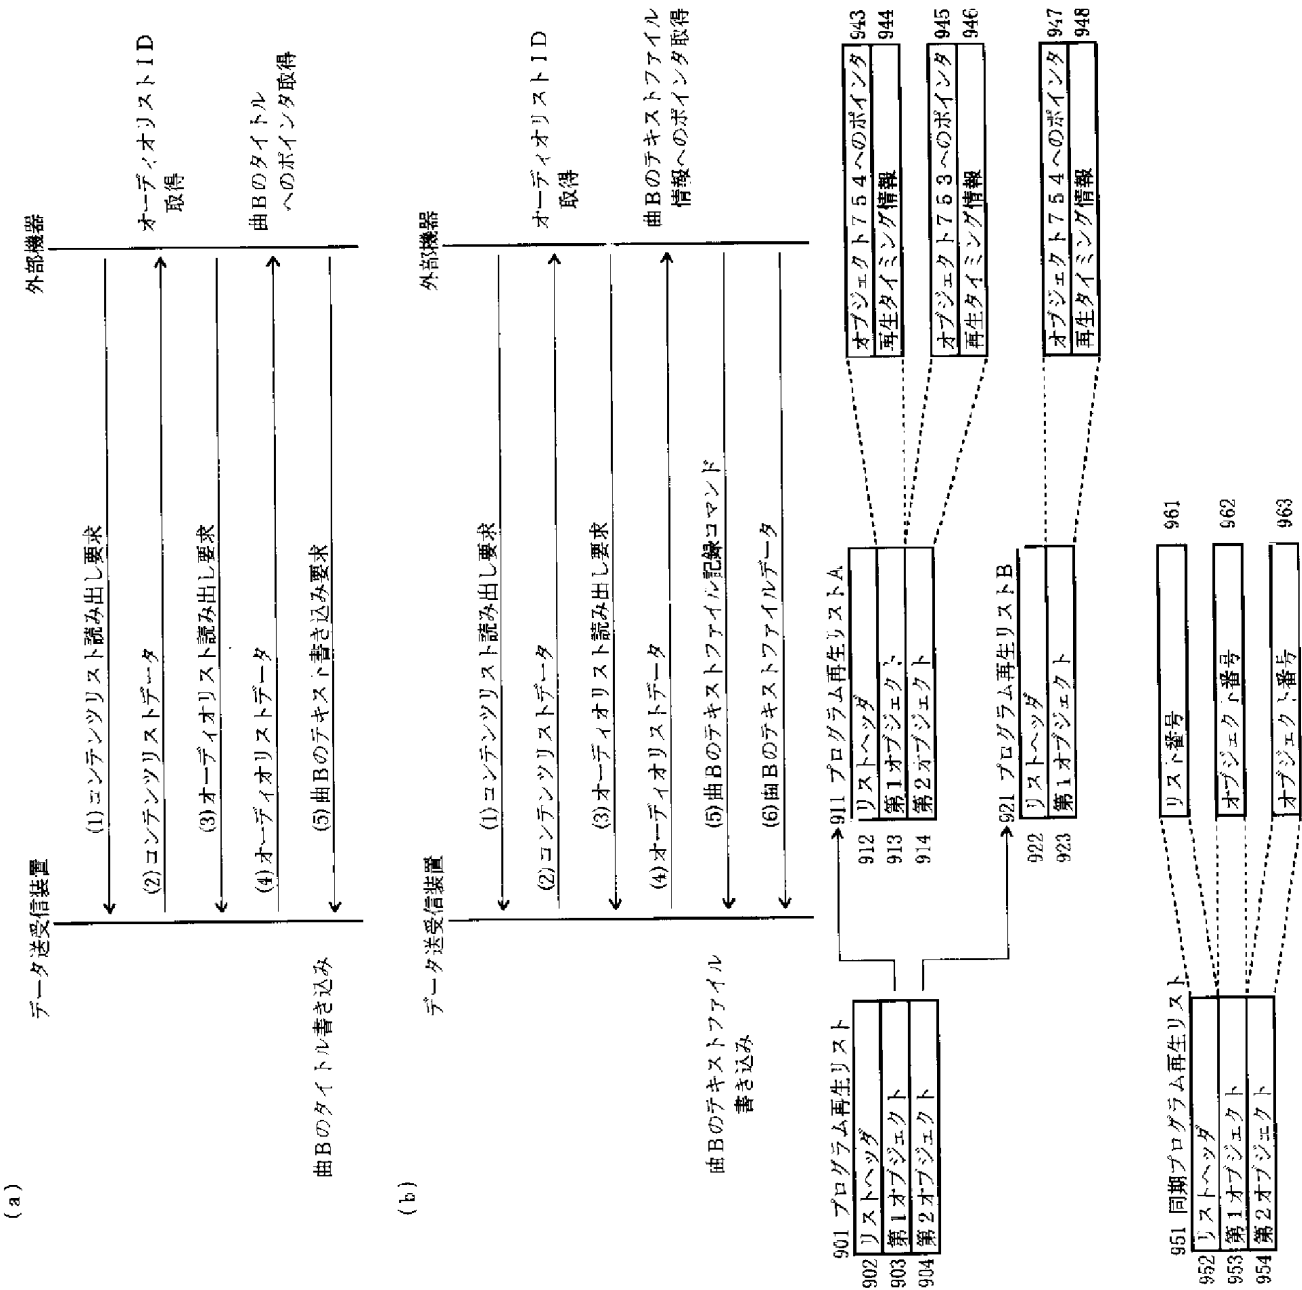 (a)
データ送受信装置
外部機器
(1)コンテンツリスト読み出し要求
(2)コンテンツリストデータ
オーディオリストID
取得
(3)オーディオリスト読み出し要求
(4)オーディオリストデータ
曲Bのタイトル
へのポインタ取得
(5)曲Bのテキスト書き込み要求
曲Bのタイトル書き込み
(b)
データ送受信装置
外部機器
(1)コンテンツリスト読み出し要求
(2)コンテンツリストデータ
オーディオリストID
取得
(3)オーディオリスト読み出し要求
(4)オーディオリストデータ
曲Bのテキストファイル
情報へのポインタ取得
(5)曲Bのテキストファイル記録コマンド
(6)曲Bのテキストファイルデータ
曲Bのテキストファイル
書き込み
901 プログラム再生リスト
902 リストヘッダ
903 第1オブジェクト
904 第2オブジェクト
911 プログラム再生リストA
912 リストヘッダ
913 第1オブジェクト
914 第2オブジェクト
オブジェクト754へのポインタ 943
再生タイミング情報 944
オブジェクト753へのポインタ 945
再生タイミング情報 946
921 プログラム再生リストB
922 リストヘッダ
923 第1オブジェクト
オブジェクト754へのポインタ 947
再生タイミング情報 948
951 同期プログラム再生リスト
952 リストヘッダ
953 第1オブジェクト
954 第2オブジェクト
リスト番号 961
オブジェクト番号 962
オブジェクト番号 963